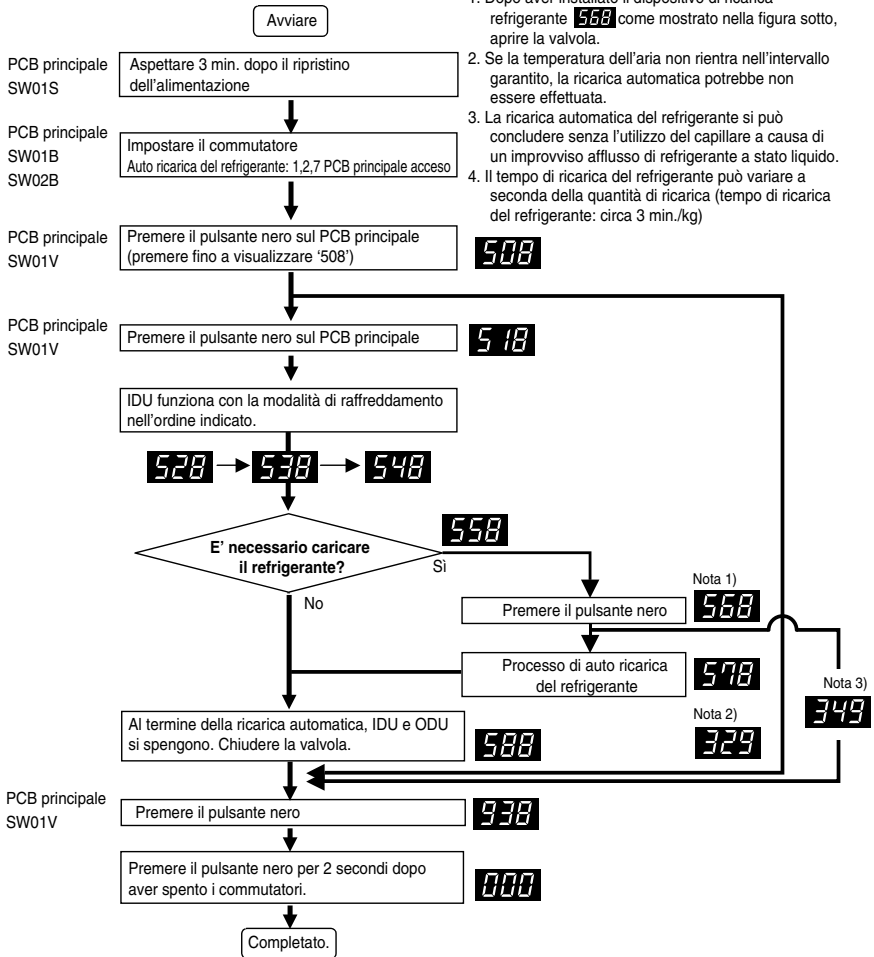 Avviare
1. Dopo aver installato il dispositivo di ricarica
refrigerante 568 come mostrato nella figura sotto,
aprire la valvola.
2. Se la temperatura dell'aria non rientra nell'intervallo
garantito, la ricarica automatica potrebbe non
essere effettuata.
3. La ricarica automatica del refrigerante si può
concludere senza l'utilizzo del capillare a causa di
un improvviso afflusso di refrigerante a stato liquido.
4. Il tempo di ricarica del refrigerante può variare a
seconda della quantità di ricarica (tempo di ricarica
del refrigerante: circa 3 min./kg)
PCB principale
SW01S
Aspettare 3 min. dopo il ripristino
dell'alimentazione
PCB principale
SW01B
SW02B
Impostare il commutatore
Auto ricarica del refrigerante: 1,2,7 PCB principale acceso
PCB principale
SW01V
Premere il pulsante nero sul PCB principale
(premere fino a visualizzare '508')
508
PCB principale
SW01V
Premere il pulsante nero sul PCB principale
518
IDU funziona con la modalità di raffreddamento
nell'ordine indicato.
528
538
548
E' necessario caricare
il refrigerante?
558
Sì
No
Premere il pulsante nero
Nota 1)
568
Processo di auto ricarica
del refrigerante
578
Nota 2)
329
Nota 3)
349
Al termine della ricarica automatica, IDU e ODU
si spengono. Chiudere la valvola.
588
PCB principale
SW01V
Premere il pulsante nero
938
Premere il pulsante nero per 2 secondi dopo
aver spento i commutatori.
000
Completato.